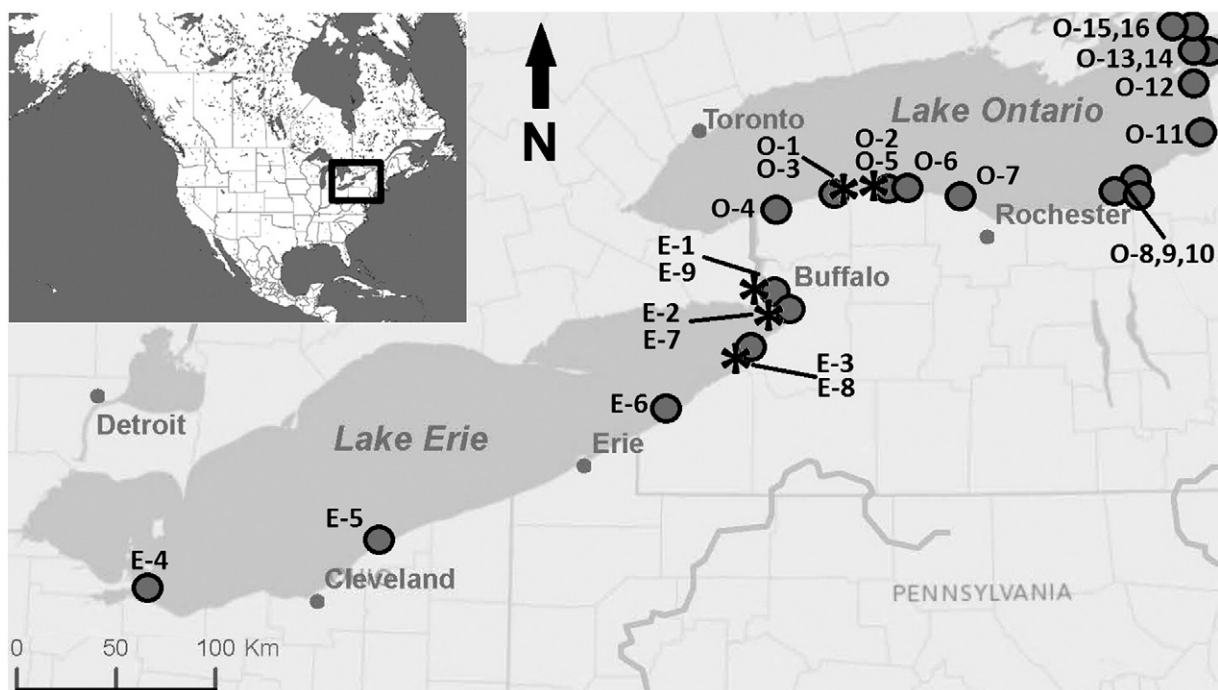 O-15,16
O-13,14
O-12
O-11
Lake Ontario
Toronto
N
O-1
O-3
O-2
O-5
O-6
O-7
O-4
Rochester
O-8,9,10
E-1
E-9
Buffalo
E-2
E-7
E-3
E-8
E-6
Detroit
Lake Erie
Erie
E-5
E-4
Cleveland
PENNSYLVANIA
0 50 100 Km